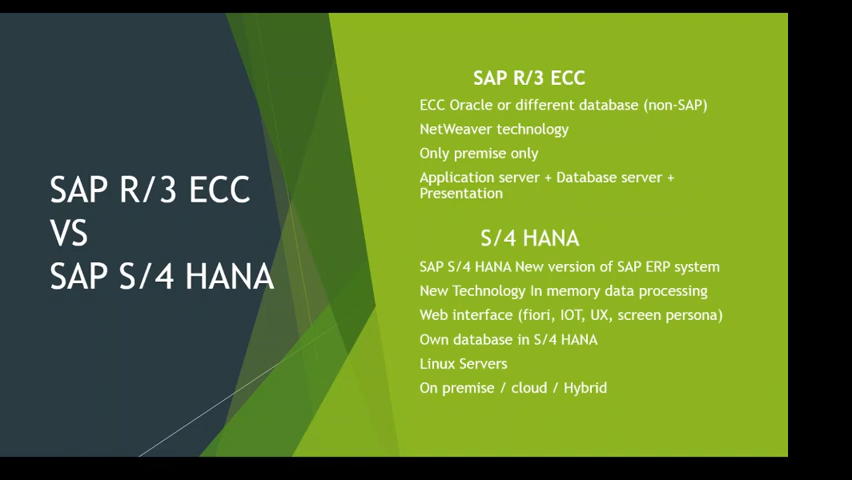 SAP R/3 ECC
VS
SAP S/4 HANA
SAP R/3 ECC
ECC Oracle or different database (non-SAP)
NetWeaver technology
Only premise only
Application server + Database server +
Presentation
S/4 HANA
SAP S/4 HANA New version of SAP ERP system
New Technology In memory data processing
Web interface (fiori, IOT, UX, screen persona)
Own database in S/4 HANA
Linux Servers
On premise / cloud / Hybrid